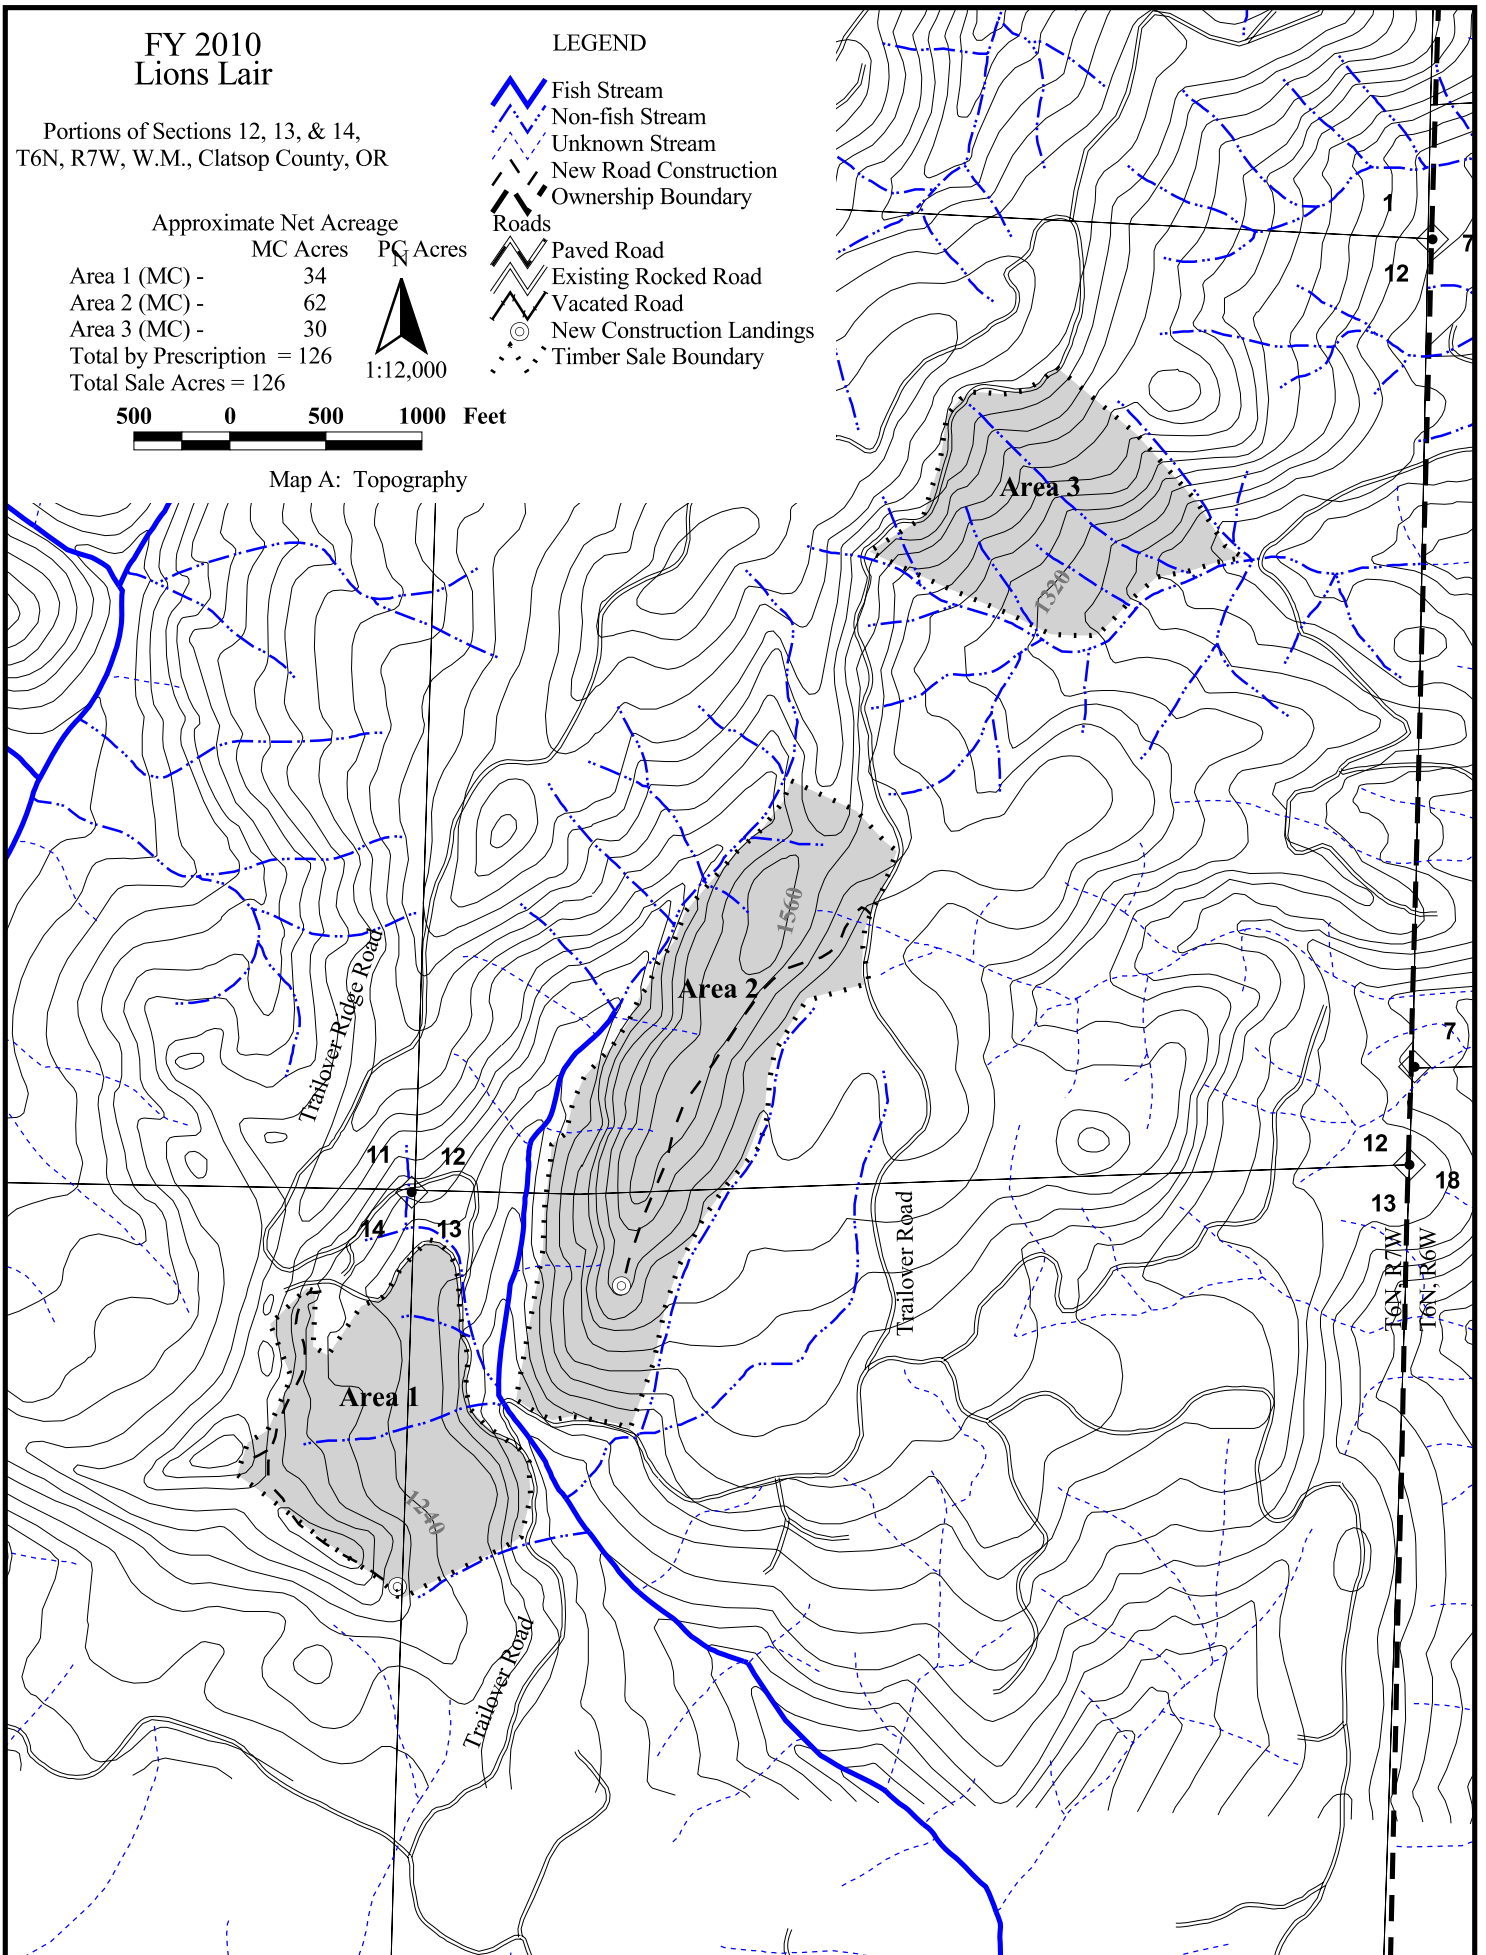 FY 2010
Lions Lair
Portions of Sections 12, 13, & 14,
T6N, R7W, W.M., Clatsop County, OR
Approximate Net Acreage
MC Acres PC Acres
Area 1 (MC) - 34
Area 2 (MC) - 62
Area 3 (MC) - 30
Total by Prescription = 126
Total Sale Acres = 126
N
1:12,000
500 0 500 1000 Feet
Map A: Topography
LEGEND
Fish Stream
Non-fish Stream
Unknown Stream
New Road Construction
Ownership Boundary
Roads
Paved Road
Existing Rocked Road
Vacated Road
New Construction Landings
Timber Sale Boundary
1
7
12
Area 3
1320
1560
Area 2
Trailover Ridge Road
7
11 12
14 13
12
18
13
T6N, R7W
T6N, R6W
Trailover Road
Area 1
1240
Trailover Road